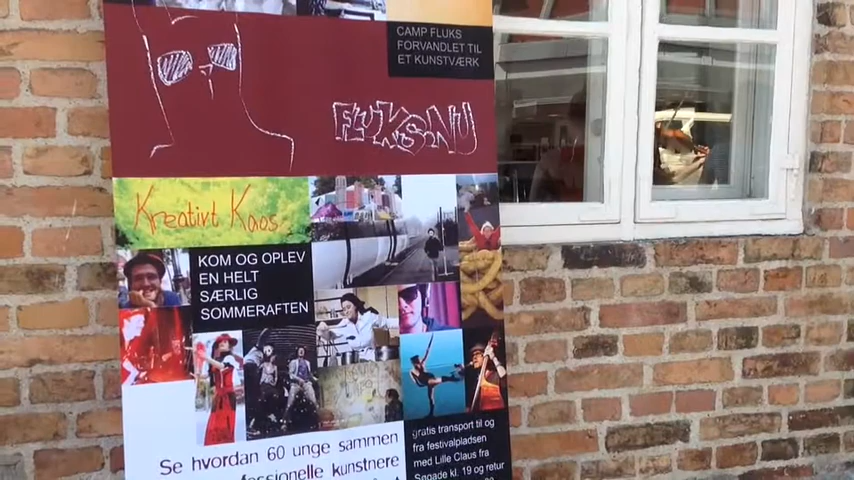 CAMP FLUKS
FORVANDLET TIL
ET KUNSTVÆRK
FLUKS.NU
Kreativt Kaos
KOM OG OPLEV
EN HELT
SÆRLIG
SOMMERAFTEN
Se hvordan 60 unge sammen
professionelle kunstnere
gratis transport til
og fra festivalpladsen
med Lille Claus fra
Søgade kl. 19 og retur